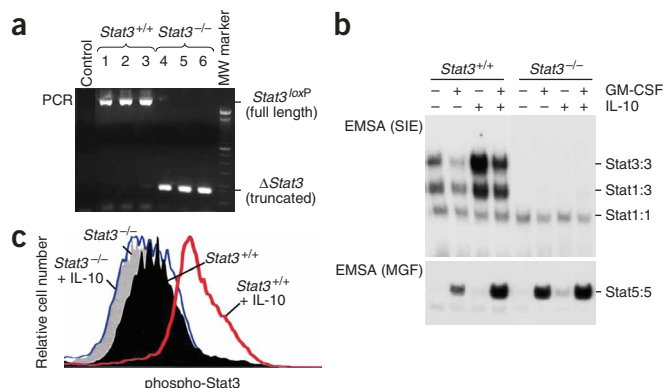 a
Stat3+/+ Stat3−/−
Control
1 2 3 4 5 6
MW marker
PCR
Stat3loxP
(full length)
ΔStat3
(truncated)
b
Stat3+/+ Stat3−/−
− + − + − + − + GM-CSF
− − + + − − + + IL-10
EMSA (SIE)
Stat3:3
Stat1:3
Stat1:1
EMSA (MGF)
Stat5:5
c
Relative cell number
Stat3−/−
Stat3−/−
+ IL-10
Stat3+/+
Stat3+/+
+ IL-10
phospho-Stat3